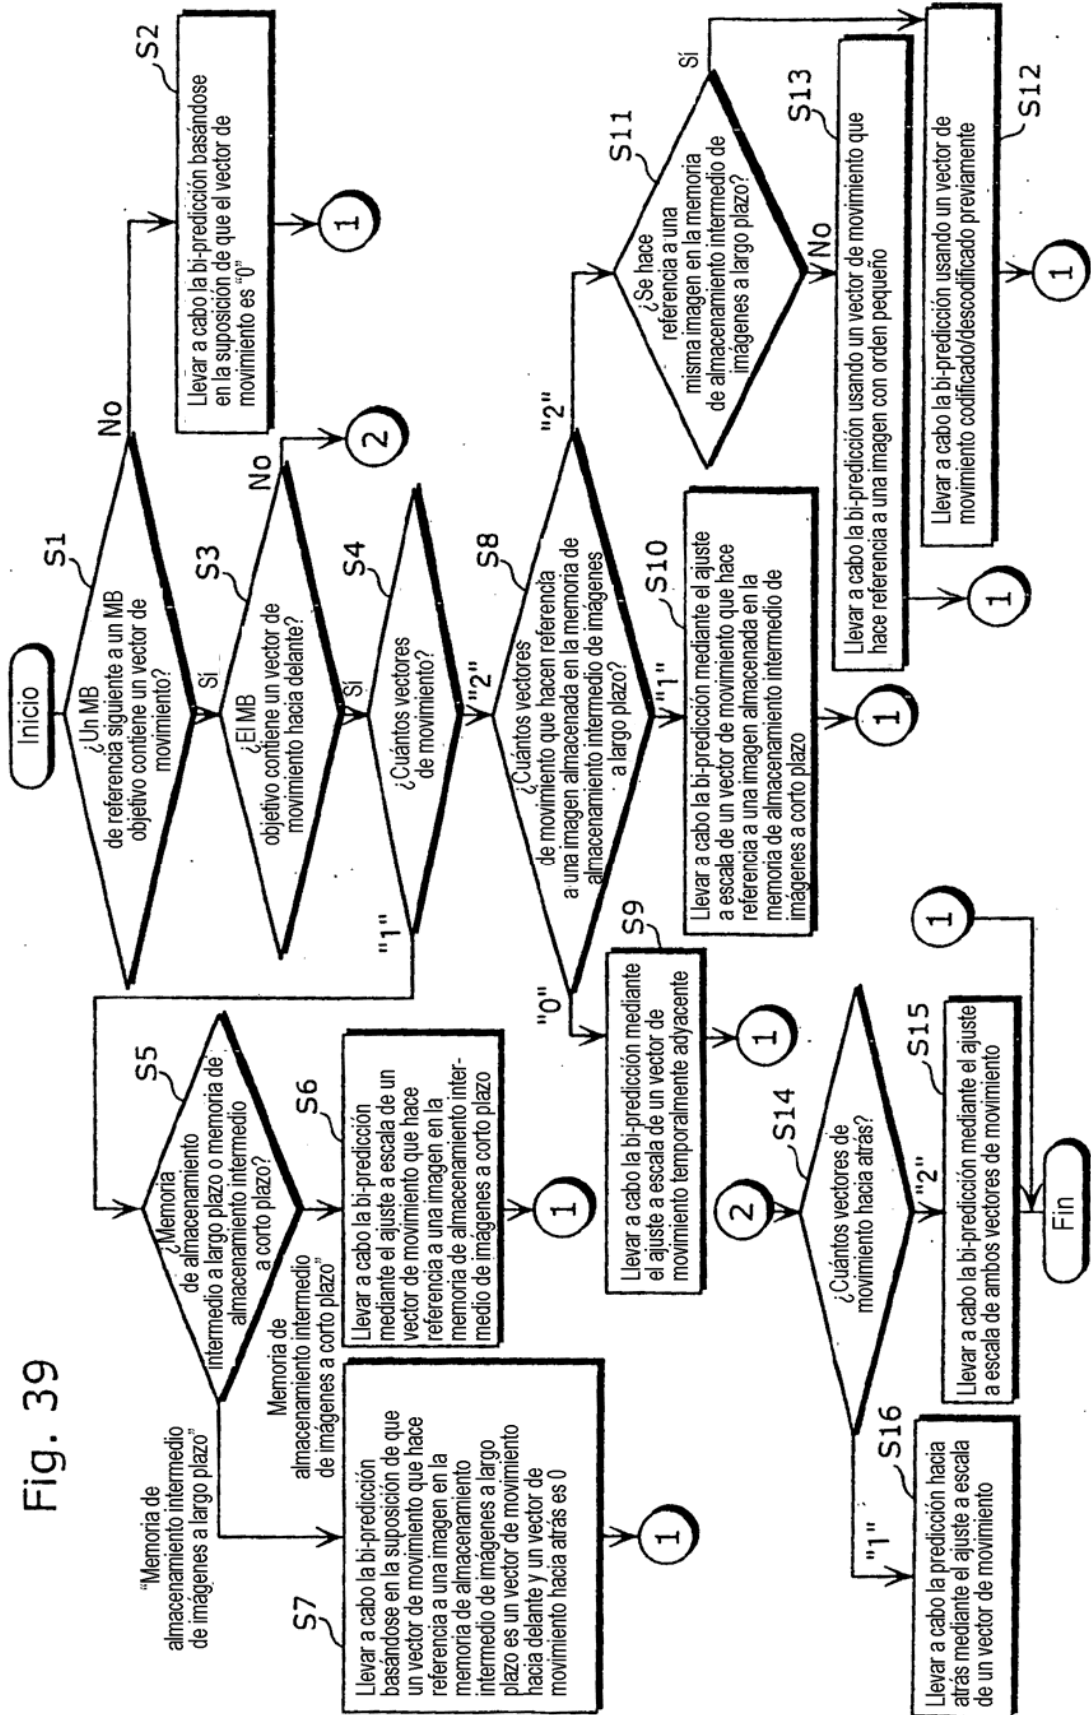 Fig. 39
Inicio
S1
¿Un MB
de referencia siguiente a un MB
objetivo contiene un vector de
movimiento?
No
Sí
S2
Llevar a cabo la bi-predicción basándose
en la suposición de que el vector de
movimiento es “0”
1
S3
¿El MB
objetivo contiene un vector de
movimiento hacia delante?
No
2
Sí
S4
¿Cuántos vectores
de movimiento?
"1"
"2"
S5
¿Memoria
de almacenamiento
intermedio a largo plazo o memoria de
almacenamiento intermedio
a corto plazo?
“Memoria de
almacenamiento intermedio
de imágenes a largo plazo”
Memoria de
almacenamiento intermedio
de imágenes a corto plazo”
S6
Llevar a cabo la bi-predicción
mediante el ajuste a escala de un
vector de movimiento que hace
referencia a una imagen en la
memoria de almacenamiento inter-
medio de imágenes a corto plazo
1
S7
Llevar a cabo la bi-predicción
basándose en la suposición de que
un vector de movimiento que hace
referencia a una imagen en la
memoria de almacenamiento
intermedio de imágenes a largo
plazo es un vector de movimiento
hacia delante y un vector de
movimiento hacia atrás es 0
1
S8
¿Cuántos vectores
de movimiento que hacen referencia
a una imagen almacenada en la memoria de
almacenamiento intermedio de imágenes
a largo plazo?
"0"
"1"
"2"
S9
Llevar a cabo la bi-predicción mediante
el ajuste a escala de un vector de
movimiento temporalmente adyacente
1
S10
Llevar a cabo la bi-predicción mediante el ajuste
a escala de un vector de movimiento que hace
referencia a una imagen almacenada en la
memoria de almacenamiento intermedio de
imágenes a corto plazo
1
S11
¿Se hace
referencia a una
misma imagen en la memoria
de almacenamiento intermedio de
imágenes a largo plazo?
Sí
No
S13
Llevar a cabo la bi-predicción usando un vector de movimiento que
hace referencia a una imagen con orden pequeño
1
S12
Llevar a cabo la bi-predicción usando un vector de
movimiento codificado/descodificado previamente
1
2
S14
¿Cuántos vectores de
movimiento hacia atrás?
"1"
"2"
S15
Llevar a cabo la bi-predicción mediante el ajuste
a escala de ambos vectores de movimiento
S16
Llevar a cabo la predicción hacia
atrás mediante el ajuste a escala
de un vector de movimiento
1
Fin